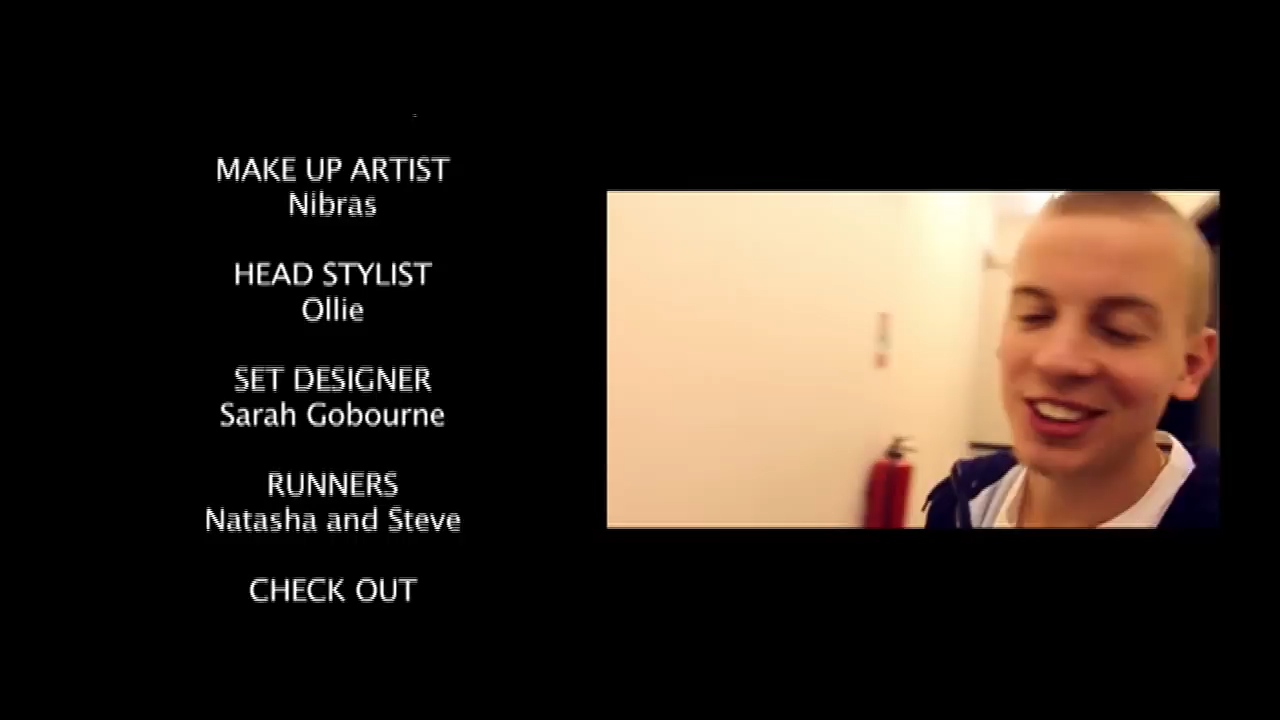 MAKE UP ARTIST
Nibras
HEAD STYLIST
Ollie
SET DESIGNER
Sarah Gobourne
RUNNERS
Natasha and Steve
CHECK OUT